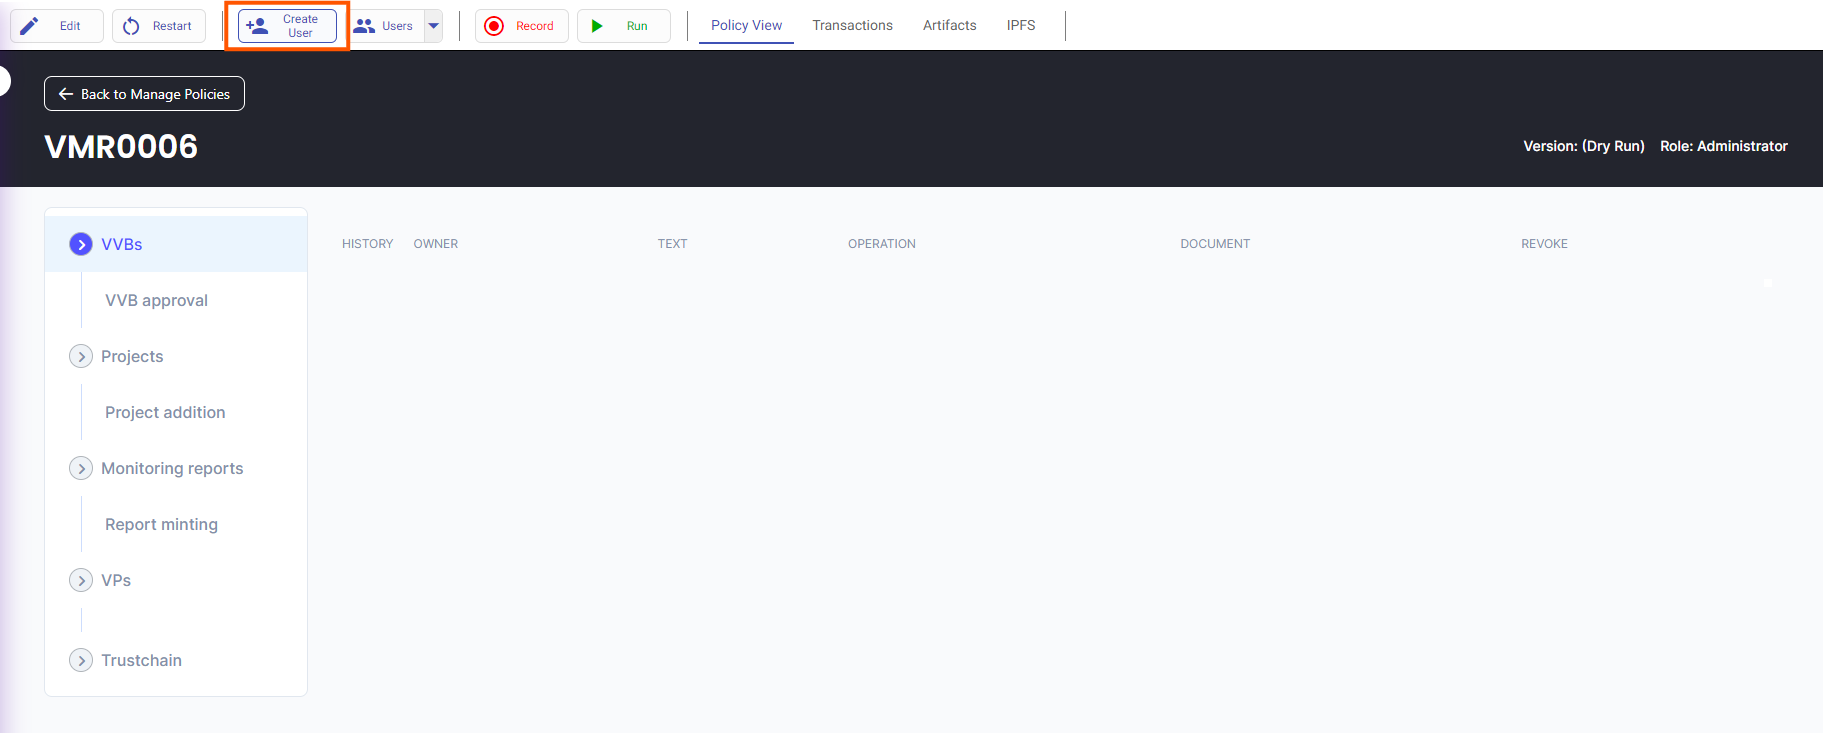 Edit
Restart
Create
User
Users
Record
Run
Policy View
Transactions
Artifacts
IPFS
Back to Manage Policies
VMR0006
Version: (Dry Run)
Role: Administrator
VVBs
HISTORY
OWNER
TEXT
OPERATION
DOCUMENT
REVOKE
VVB approval
Projects
Project addition
Monitoring reports
Report minting
VPs
Trustchain